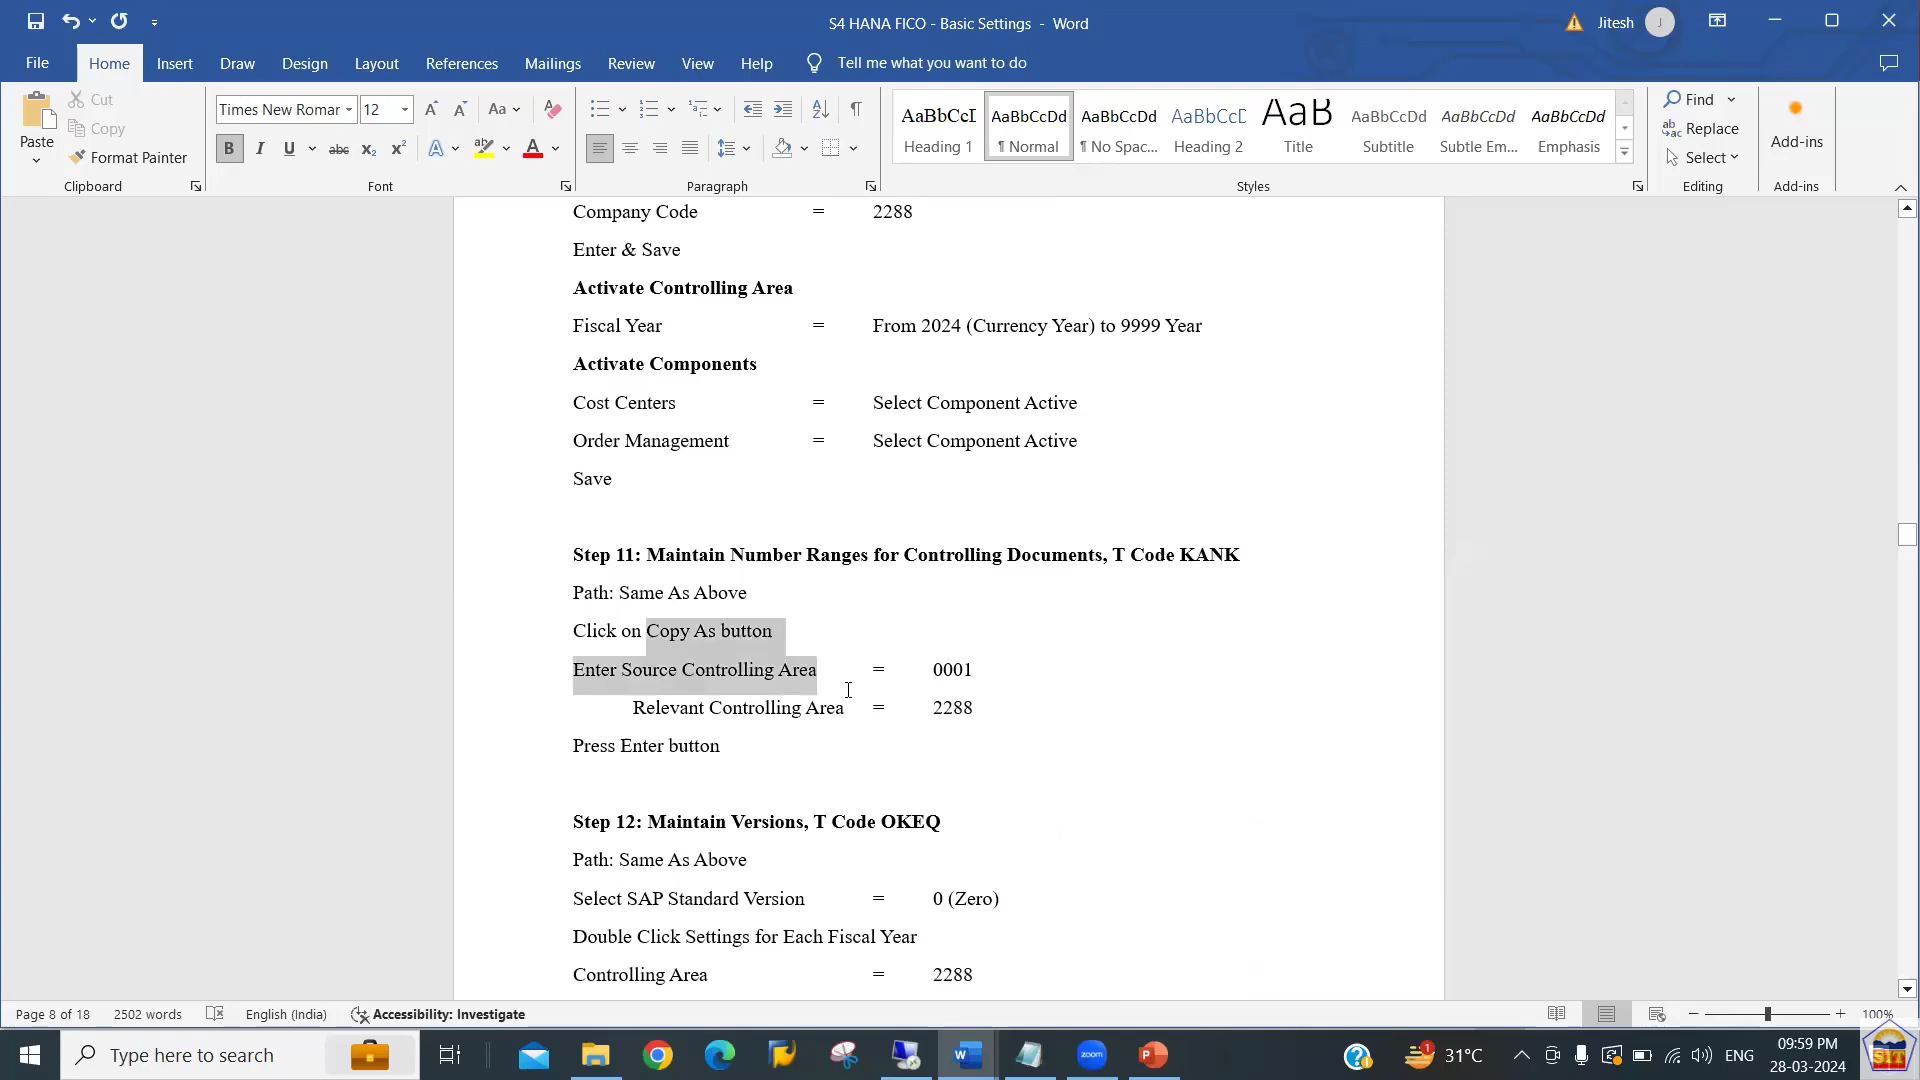 S4 HANA FICO - Basic Settings - Word
Jitesh
J
File Home Insert Draw Design Layout References Mailings Review View Help Tell me what you want to do
Paste
Cut
Copy
Format Painter
Clipboard
Times New Romar 12
Font
Paragraph
AaBbCcI AaBbCcDd AaBbCcDd AaBbCcD AaB AaBbCcDd AaBbCcDd AaBbCcDd
Heading 1 ¶ Normal ¶ No Spac... Heading 2 Title Subtitle Subtle Em... Emphasis
Styles
Find
Replace
Select
Editing
Add-ins
Add-ins
Company Code = 2288
Enter & Save
Activate Controlling Area
Fiscal Year = From 2024 (Currency Year) to 9999 Year
Activate Components
Cost Centers = Select Component Active
Order Management = Select Component Active
Save
Step 11: Maintain Number Ranges for Controlling Documents, T Code KANK
Path: Same As Above
Click on Copy As button
Enter Source Controlling Area = 0001
Relevant Controlling Area = 2288
Press Enter button
Step 12: Maintain Versions, T Code OKEQ
Path: Same As Above
Select SAP Standard Version = 0 (Zero)
Double Click Settings for Each Fiscal Year
Controlling Area = 2288
Page 8 of 18 2502 words English (India) Accessibility: Investigate 100%
Type here to search
zoom
1
31°C
ENG
09:59 PM
28-03-2024
SIT